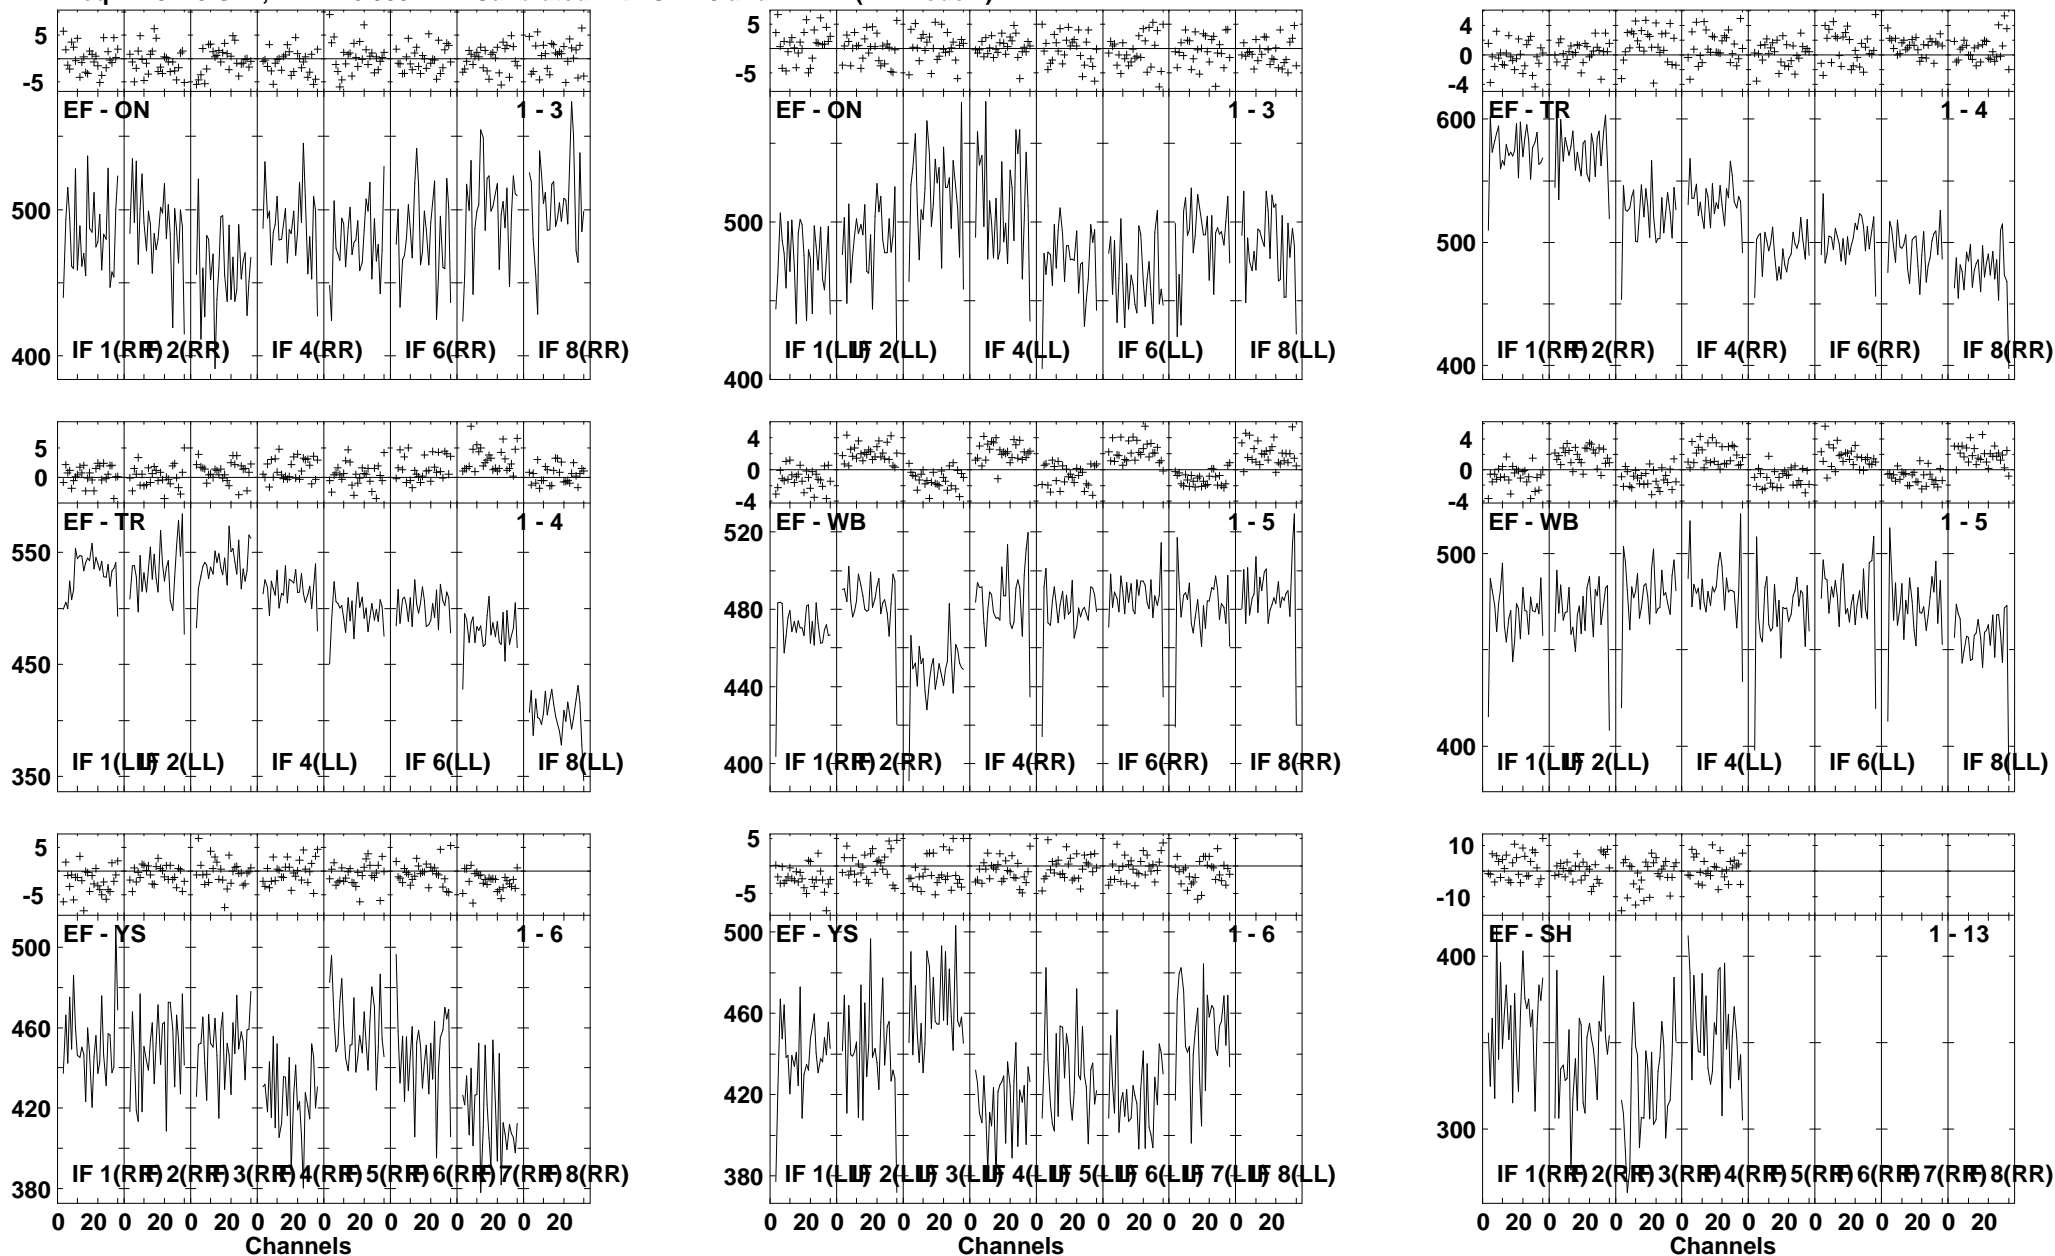 5
-5
EF - ON 1 - 3
500
400
IF 1(RR) IF 2(RR) IF 4(RR) IF 6(RR) IF 8(RR)
5
-5
EF - ON 1 - 3
500
400
IF 1(LL) IF 2(LL) IF 4(LL) IF 6(LL) IF 8(LL)
4
0
-4
EF - TR 1 - 4
600
500
400
IF 1(RR) IF 2(RR) IF 4(RR) IF 6(RR) IF 8(RR)
5
0
EF - TR 1 - 4
550
450
350
IF 1(LL) IF 2(LL) IF 4(LL) IF 6(LL) IF 8(LL)
4
0
-4
EF - WB 1 - 5
520
480
440
400
IF 1(RR) IF 2(RR) IF 4(RR) IF 6(RR) IF 8(RR)
4
0
-4
EF - WB 1 - 5
500
400
IF 1(LL) IF 2(LL) IF 4(LL) IF 6(LL) IF 8(LL)
5
-5
EF - YS 1 - 6
500
460
420
380
IF 1(RR) IF 2(RR) IF 3(RR) IF 4(RR) IF 5(RR) IF 6(RR) IF 7(RR) IF 8(RR)
0 20 0 20 0 20 0 20 0 20 0 20 0 20 0 20
Channels
5
-5
EF - YS 1 - 6
500
460
420
380
IF 1(LL) IF 2(LL) IF 3(LL) IF 4(LL) IF 5(LL) IF 6(LL) IF 7(LL) IF 8(LL)
0 20 0 20 0 20 0 20 0 20 0 20 0 20 0 20
Channels
10
-10
EF - SH 1 - 13
400
300
IF 1(RR) IF 2(RR) IF 3(RR) IF 4(RR) IF 5(RR) IF 6(RR) IF 7(RR) IF 8(RR)
0 20 0 20 0 20 0 20 0 20 0 20 0 20 0 20
Channels